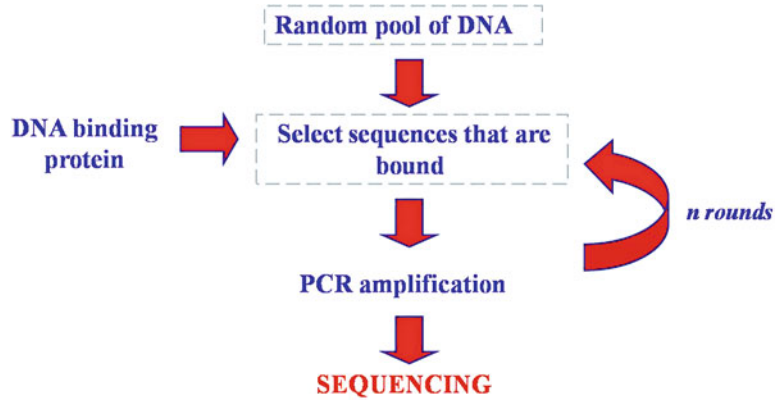 Random pool of DNA
DNA binding
protein
Select sequences that are
bound
n rounds
PCR amplification
SEQUENCING